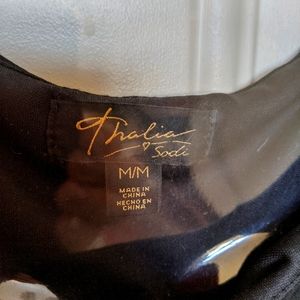 Thalia
Sodi
M/M
MADE IN
CHINA
HECHO EN
CHINA